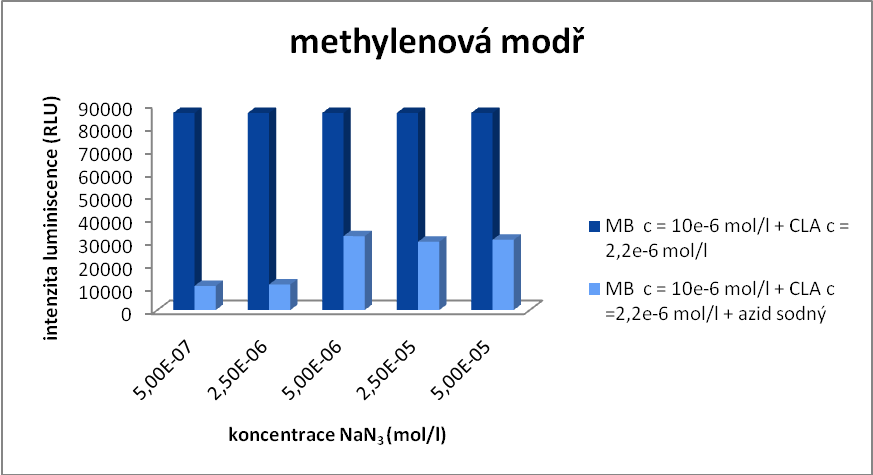 methylenová modř
intenzita luminiscence (RLU)
90000
80000
70000
60000
50000
40000
30000
20000
10000
0
5,00E-07
2,50E-06
5,00E-06
2,50E-05
5,00E-05
koncentrace NaN₃ (mol/l)
MB c = 10e-6 mol/l + CLA c =
2,2e-6 mol/l
MB c = 10e-6 mol/l + CLA c
=2,2e-6 mol/l + azid sodný